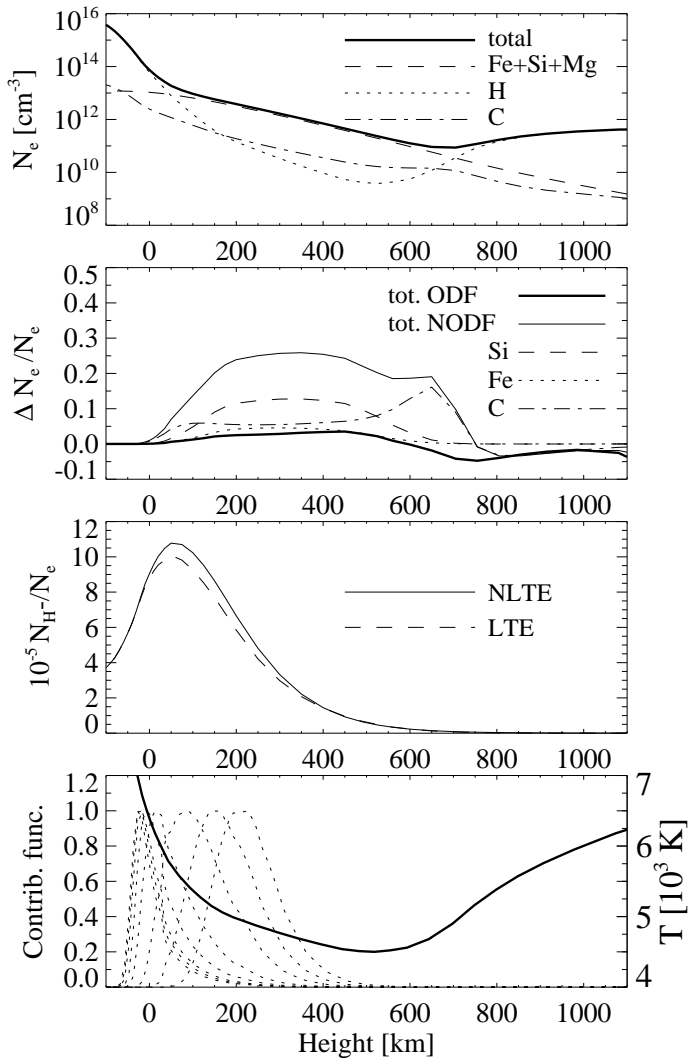 10^16
10^14
10^12
10^10
10^8
N_e [cm^-3]
total
Fe+Si+Mg
H
C
0 200 400 600 800 1000
0.5
0.4
0.3
0.2
0.1
0.0
-0.1
Δ N_e /N_e
tot. ODF
tot. NODF
Si
Fe
C
0 200 400 600 800 1000
12
10
8
6
4
2
0
10^-5 N_H-/N_e
NLTE
LTE
0 200 400 600 800 1000
1.2
1.0
0.8
0.6
0.4
0.2
0.0
Contrib. func.
7
6
5
4
T [10^3 K]
0 200 400 600 800 1000
Height [km]